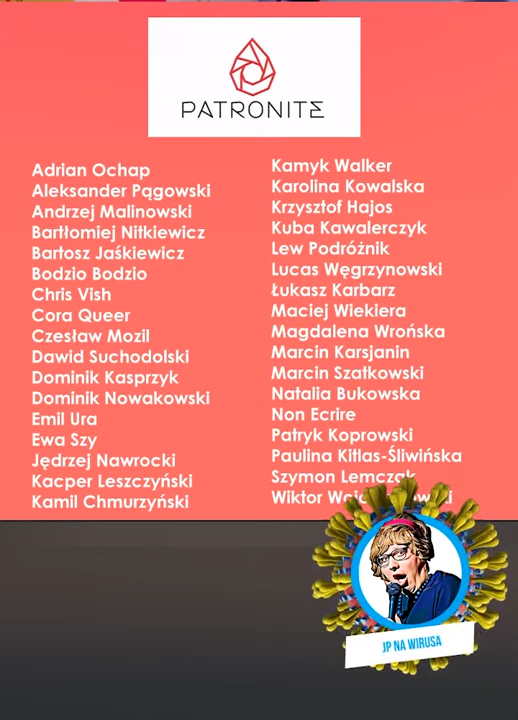 PATRONITE
Adrian Ochap
Aleksander Pągowski
Andrzej Malinowski
Bartłomiej Nitkiewicz
Bartosz Jaśkiewicz
Bodzio Bodzio
Chris Vish
Cora Queer
Czesław Mozil
Dawid Suchodolski
Dominik Kasprzyk
Dominik Nowakowski
Emil Ura
Ewa Szy
Jędrzej Nawrocki
Kacper Leszczyński
Kamil Chmurzyński
Kamyk Walker
Karolina Kowalska
Krzysztof Hajos
Kuba Kawalerczyk
Lew Podróżnik
Lucas Węgrzynowski
Łukasz Karbarz
Maciej Wiekiera
Magdalena Wrońska
Marcin Karsjanin
Marcin Szatkowski
Natalia Bukowska
Non Ecrire
Patryk Koprowski
Paulina Kitlas-Śliwińska
Szymon Lemczak
Wiktor
JP NA WIRUSA